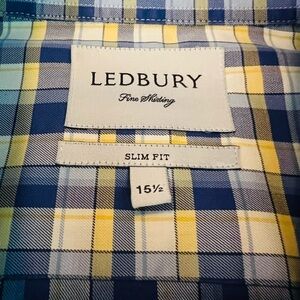 LEDBURY
Fine Shirting
SLIM FIT
15½